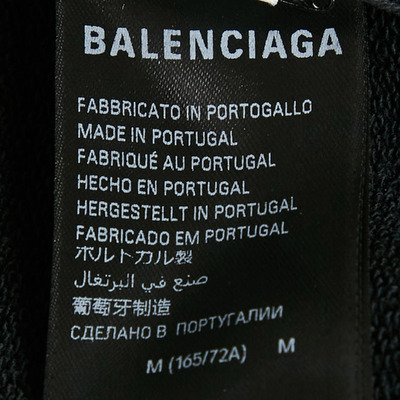 BALENCIAGA
FABBRICATO IN PORTOGALLO
MADE IN PORTUGAL
FABRIQUÉ AU PORTUGAL
HECHO EN PORTUGAL
HERGESTELLT IN PORTUGAL
FABRICADO EM PORTUGAL
ポルトカル製
صنع في البرتغال
葡萄牙制造
СДЕЛАНО В ПОРТУГАЛИИ
M (165/72A) M